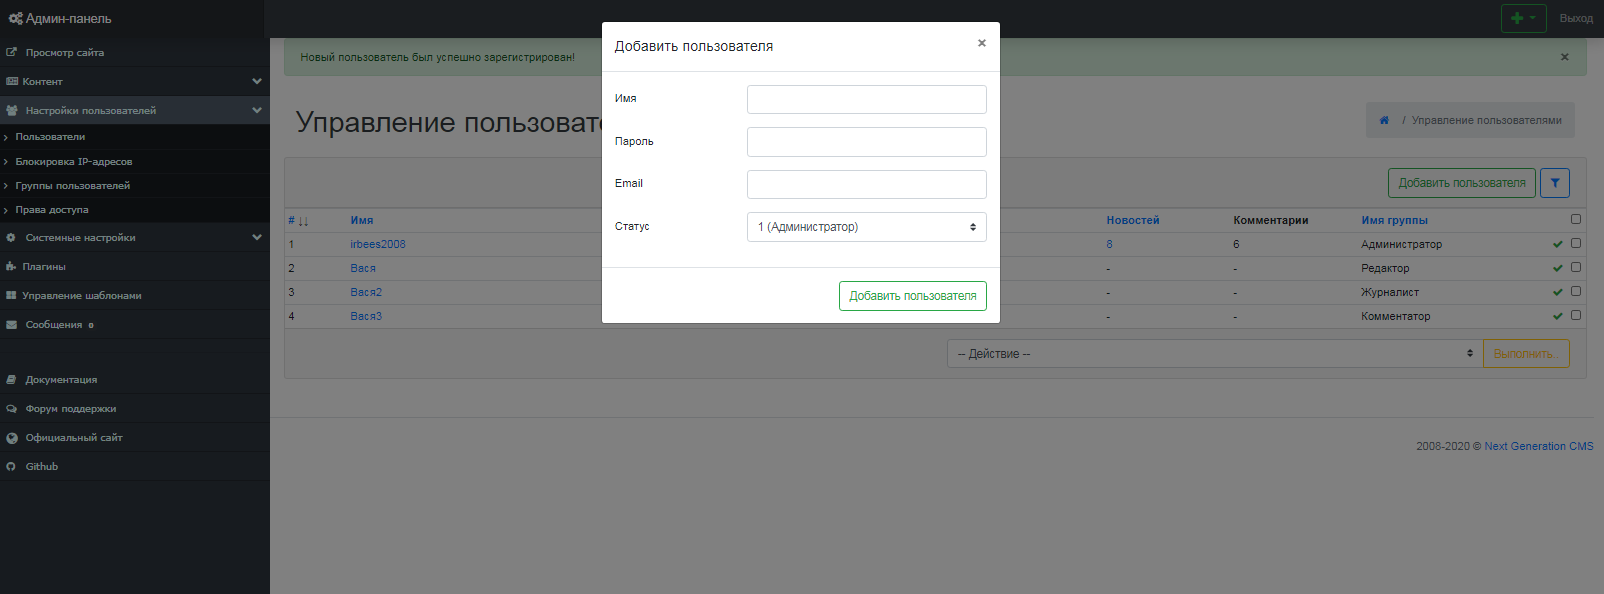 Админ-панель
Выход
Просмотр сайта
Контент
Настройки пользователей
Пользователи
Блокировка IP-адресов
Группы пользователей
Права доступа
Системные настройки
Плагины
Управление шаблонами
Сообщения 0
Документация
Форум поддержки
Официальный сайт
Github
Новый пользователь был успешно зарегистрирован! ×
Управление пользоват
/ Управление пользователями
Добавить пользователя
# Имя Новостей Комментарии Имя группы
1 irbees2008 8 6 Администратор
2 Вася - - Редактор
3 Вася2 - - Журналист
4 Вася3 - - Комментатор
-- Действие -- Выполнить..
2008-2020 © Next Generation CMS
Добавить пользователя ×
Имя
Пароль
Email
Статус 1 (Администратор)
Добавить пользователя